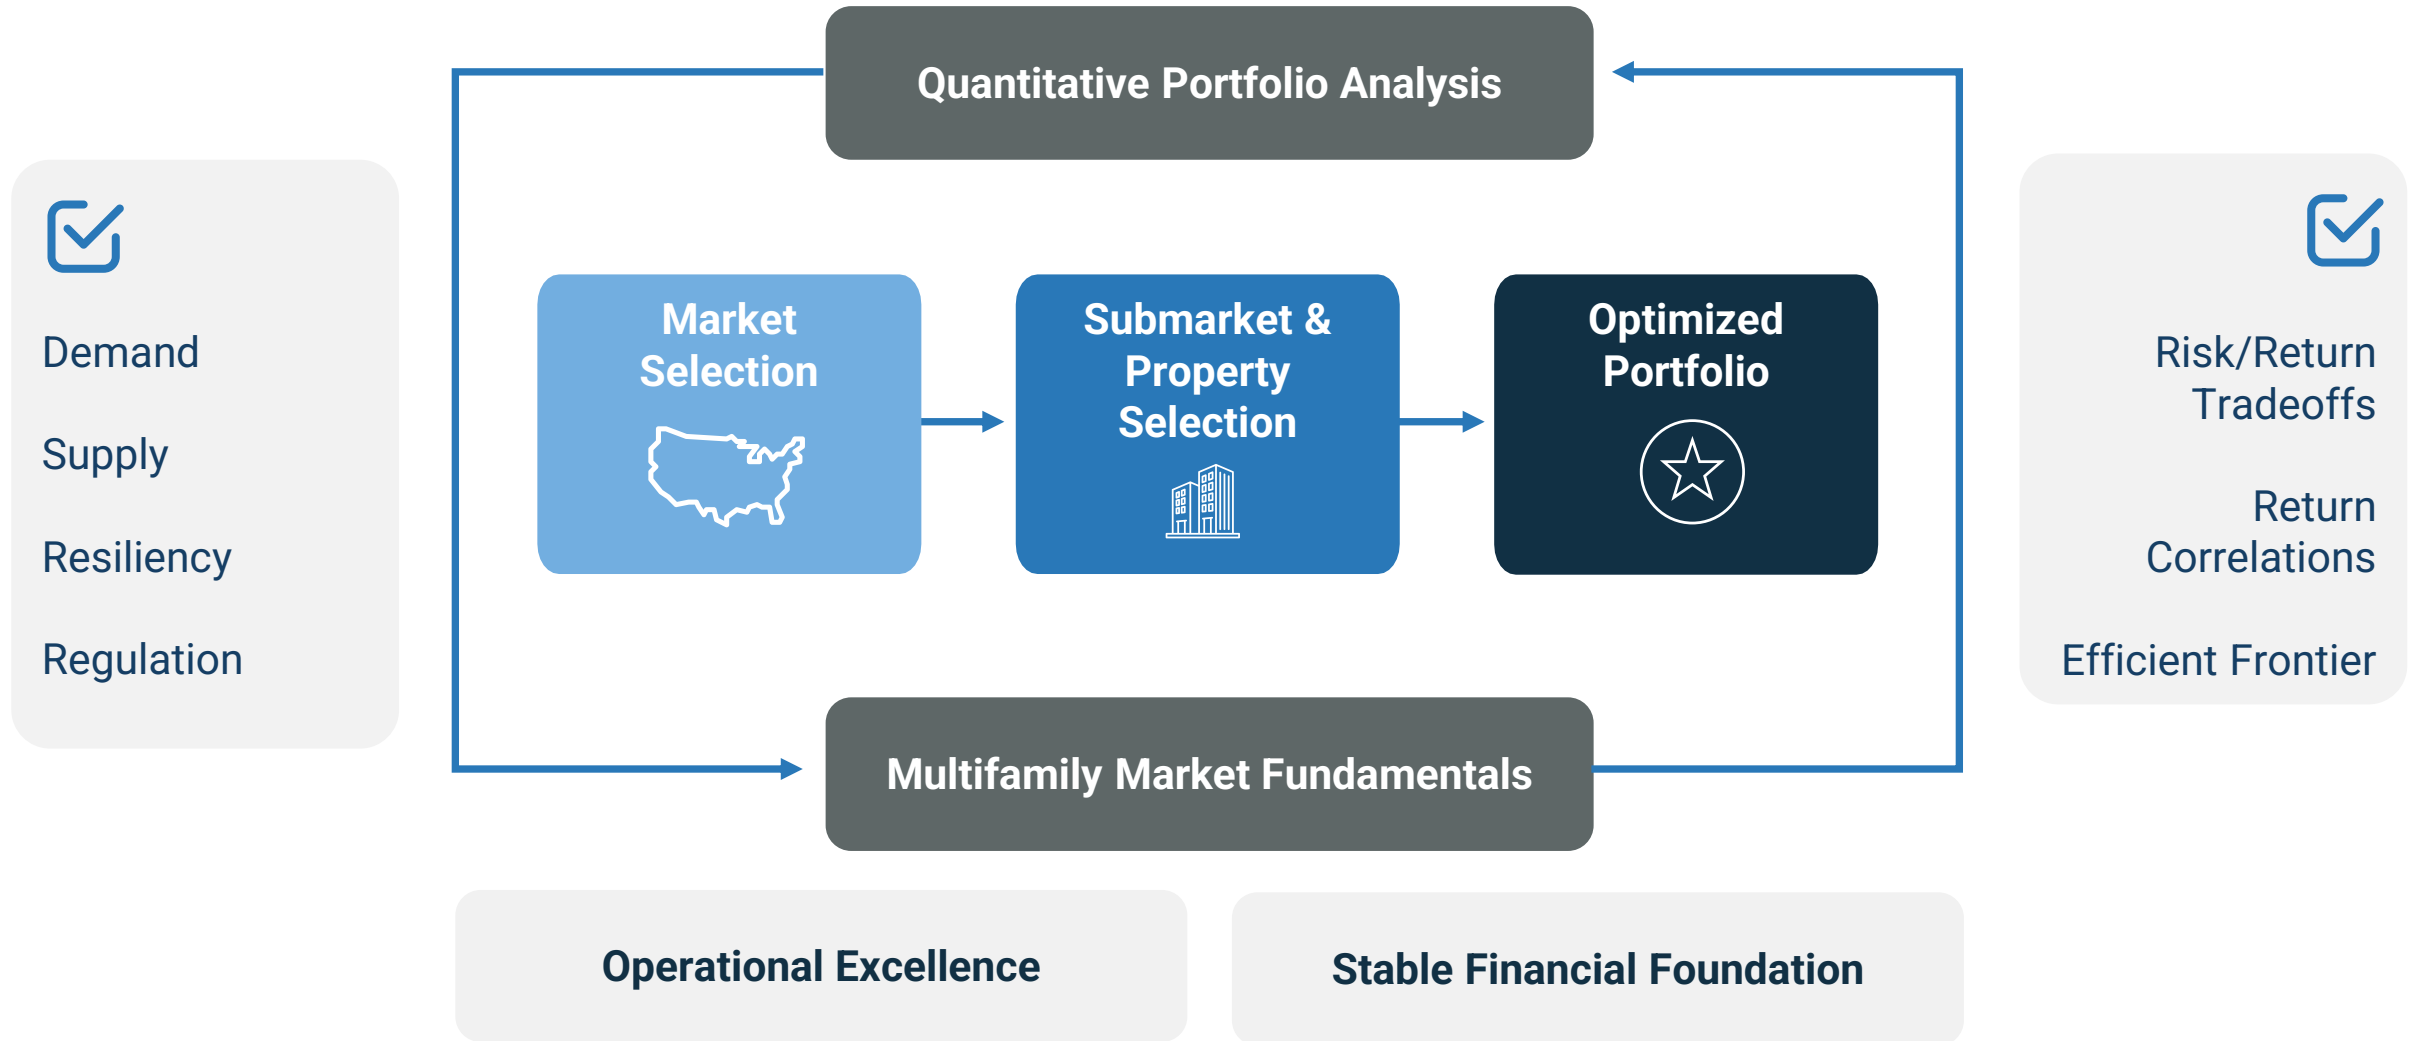 Quantitative Portfolio Analysis
Demand
Supply
Resiliency
Regulation
Market
Selection
Submarket &
Property
Selection
Optimized
Portfolio
Risk/Return
Tradeoffs
Return
Correlations
Efficient Frontier
Multifamily Market Fundamentals
Operational Excellence
Stable Financial Foundation